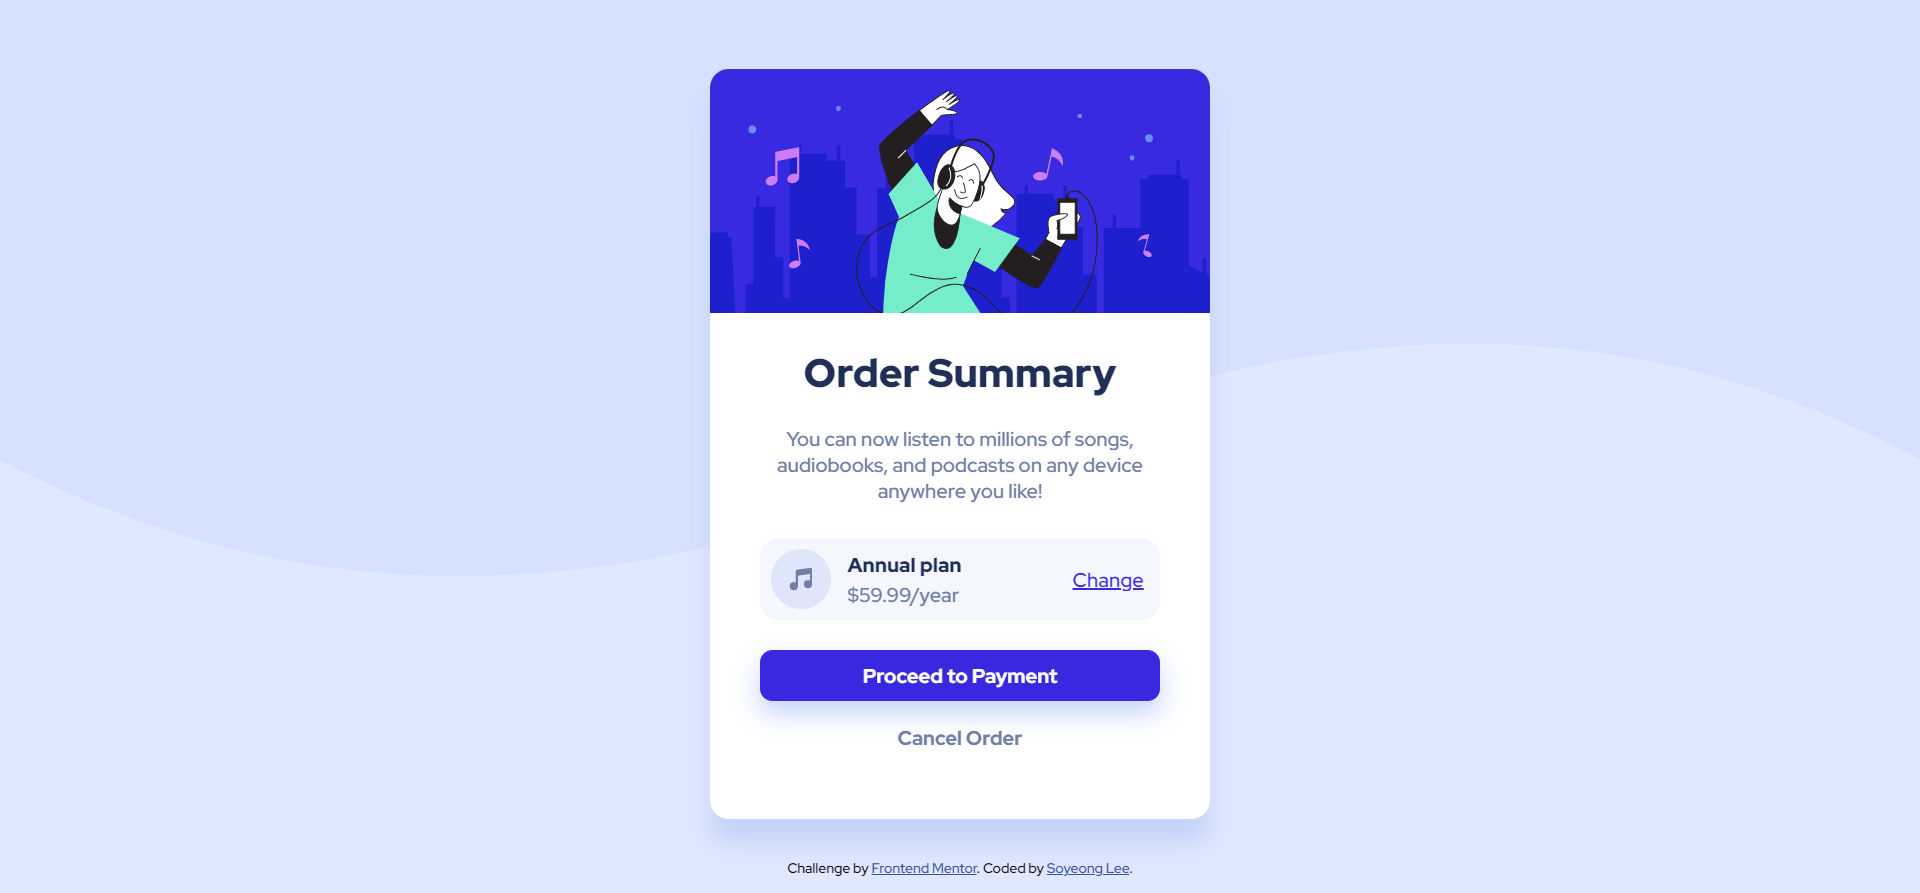 Order Summary
You can now listen to millions of songs,
audiobooks, and podcasts on any device
anywhere you like!
Annual plan
$59.99/year
Change
Proceed to Payment
Cancel Order
Challenge by Frontend Mentor. Coded by Soyeong Lee.